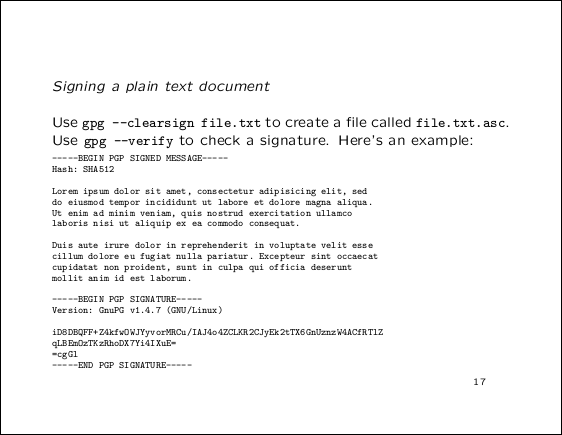 Signing a plain text document
Use gpg --clearsign file.txt to create a file called file.txt.asc.
Use gpg --verify to check a signature. Here's an example:
-----BEGIN PGP SIGNED MESSAGE-----
Hash: SHA512
Lorem ipsum dolor sit amet, consectetur adipisicing elit, sed
do eiusmod tempor incididunt ut labore et dolore magna aliqua.
Ut enim ad minim veniam, quis nostrud exercitation ullamco
laboris nisi ut aliquip ex ea commodo consequat.
Duis aute irure dolor in reprehenderit in voluptate velit esse
cillum dolore eu fugiat nulla pariatur. Excepteur sint occaecat
cupidatat non proident, sunt in culpa qui officia deserunt
mollit anim id est laborum.
-----BEGIN PGP SIGNATURE-----
Version: GnuPG v1.4.7 (GNU/Linux)
iD8DBQFF+Z4kfwOWJYyvorMRCu/IAJ4o4ZCLKR2CJyEk2tTX6GnUznzW4ACfRTlZ
qLBEmOzTKzRhoDX7Yi4IXuE=
=cgGl
-----END PGP SIGNATURE-----
17